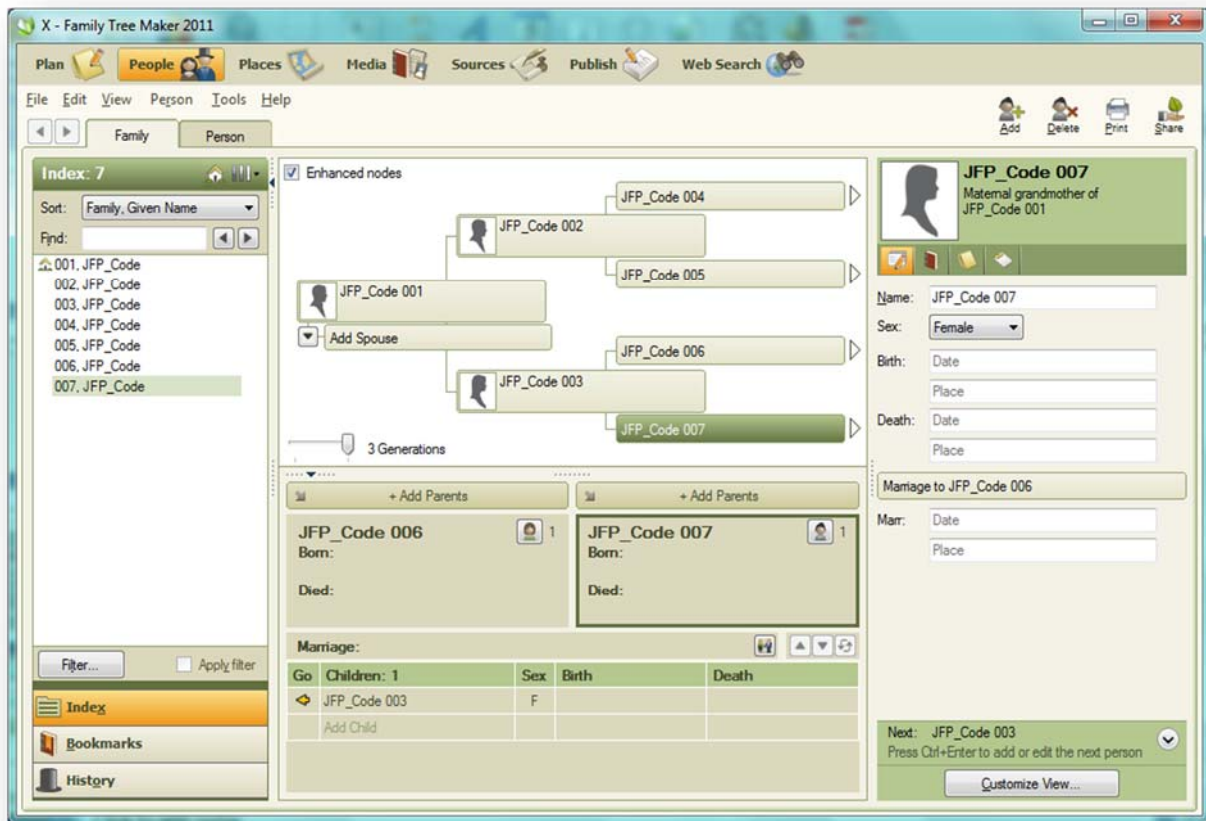 X - Family Tree Maker 2011
Plan People Places Media Sources Publish Web Search
File Edit View Person Tools Help
Add Delete Print Share
Family Person
Index: 7
Sort: Family, Given Name
Find:
001, JFP_Code
002, JFP_Code
003, JFP_Code
004, JFP_Code
005, JFP_Code
006, JFP_Code
007, JFP_Code
Filter... Apply filter
Index
Bookmarks
History
Enhanced nodes
JFP_Code 004
JFP_Code 002
JFP_Code 005
JFP_Code 001
Add Spouse
JFP_Code 006
JFP_Code 003
JFP_Code 007
3 Generations
+ Add Parents + Add Parents
JFP_Code 006 1
Born:
Died:
JFP_Code 007 1
Born:
Died:
Marriage:
Go Children: 1 Sex Birth Death
JFP_Code 003 F
Add Child
JFP_Code 007
Maternal grandmother of
JFP_Code 001
Name: JFP_Code 007
Sex: Female
Birth: Date
Place
Death: Date
Place
Marriage to JFP_Code 006
Marr: Date
Place
Next: JFP_Code 003
Press Ctrl+Enter to add or edit the next person
Customize View...